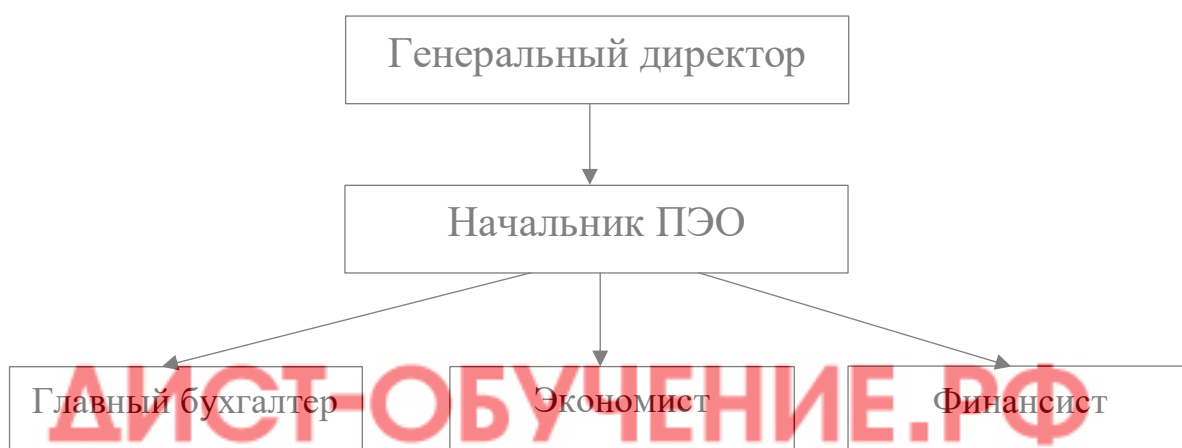 Генеральный директор
Начальник ПЭО
Главный бухгалтер
Экономист
Финансист
ДИСТ-ОБУЧЕНИЕ.РФ